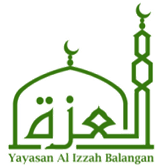 العزة
Yayasan Al Izzah Balangan